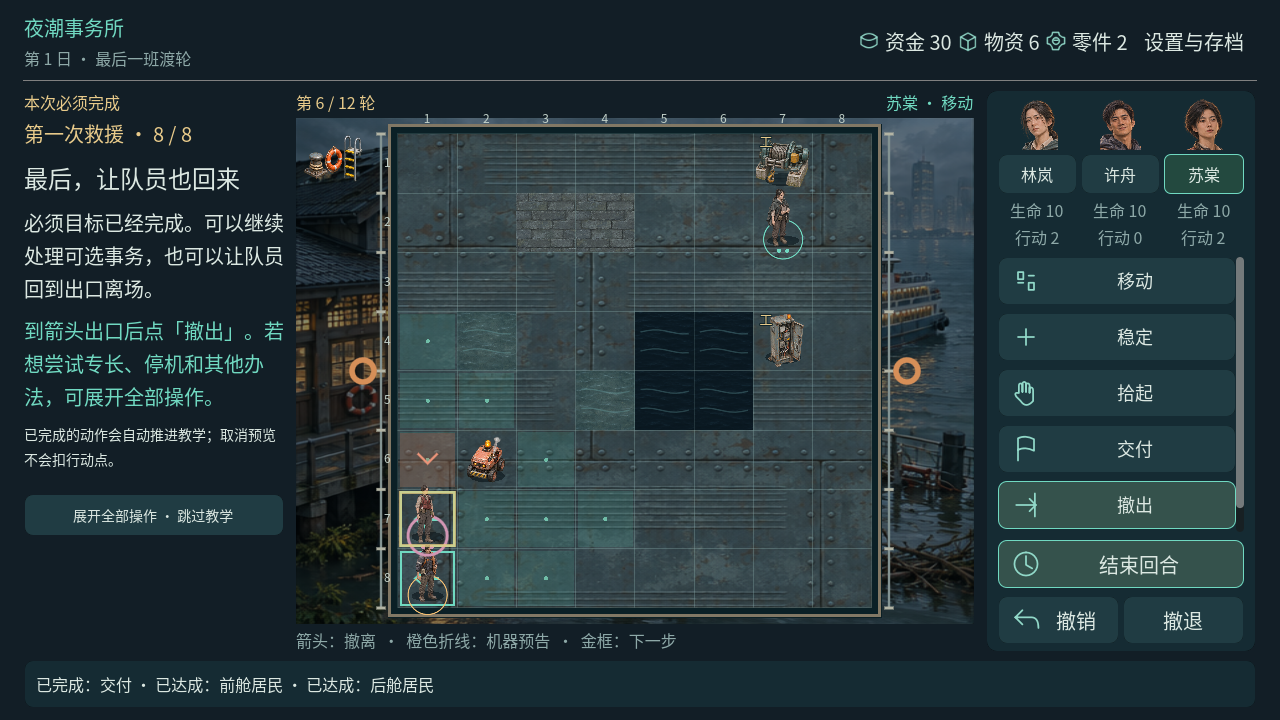 夜潮事务所
第 1 日 · 最后一班渡轮
资金 30 物资 6 零件 2 设置与存档
本次必须完成
第一次救援 · 8 / 8
最后，让队员也回来
必须目标已经完成。可以继续
处理可选事务，也可以让队员
回到出口离场。
到箭头出口后点「撤出」。若
想尝试专长、停机和其他办
法，可展开全部操作。
已完成的动作会自动推进教学；取消预览
不会扣行动点。
展开全部操作 · 跳过教学
第 6 / 12 轮
苏棠 · 移动
1 2 3 4 5 6 7 8
1
2
3
4
5
6
7
8
箭头：撤离 · 橙色折线：机器预告 · 金框：下一步
林岚 许舟 苏棠
生命 10 生命 10 生命 10
行动 2 行动 0 行动 2
移动
稳定
拾起
交付
撤出
结束回合
撤销 撤退
已完成：交付 · 已达成：前舱居民 · 已达成：后舱居民